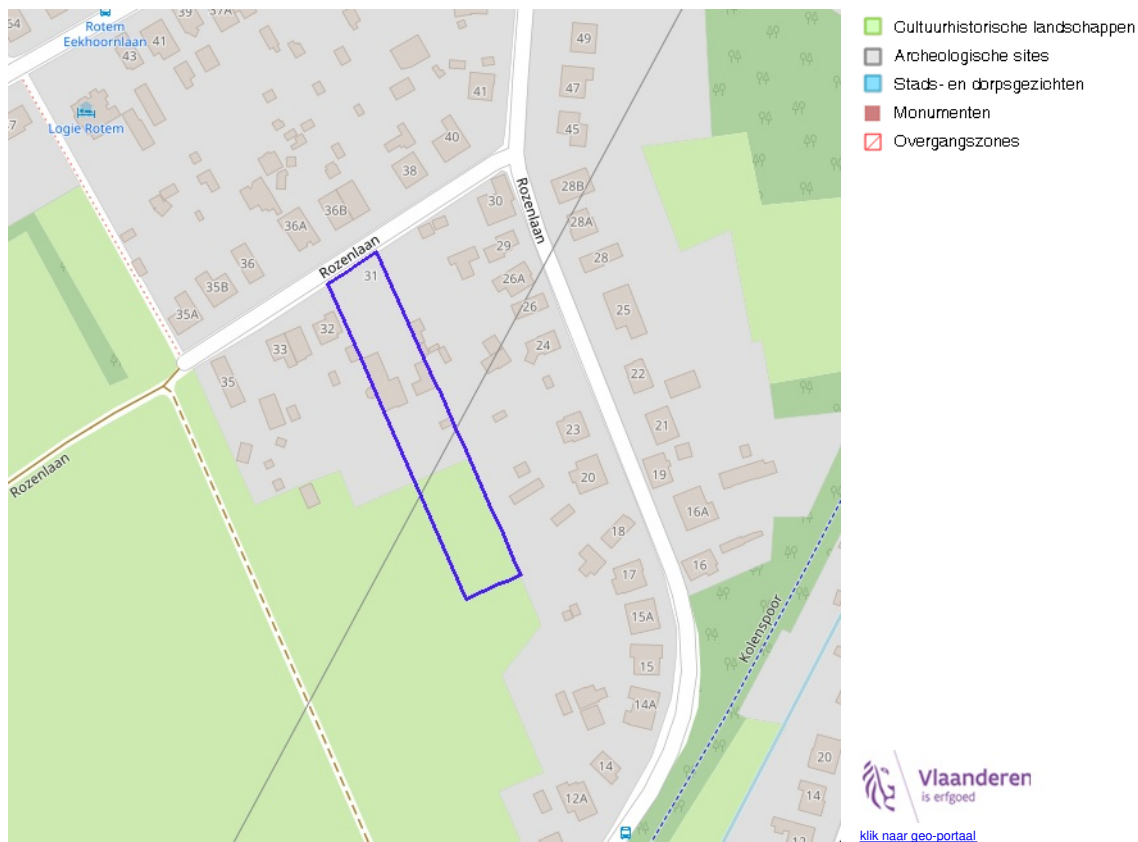 64
39
37A
Rotem
Eekhoornlaan
41
43
49
47
41
Logie Rotem
45
40
38
28B
30
Rozenlaan
36B
36A
28A
29
28
Rozenlaan
36
31
26A
35B
26
35A
25
32
33
24
35
22
23
21
Rozenlaan
19
20
16A
18
16
17
15A
Kolenspoor
15
14A
14
20
12A
14
12
Cultuurhistorische landschappen
Archeologische sites
Stads- en dorpsgezichten
Monumenten
Overgangszones
Vlaanderen
is erfgoed
klik naar geo-portaal